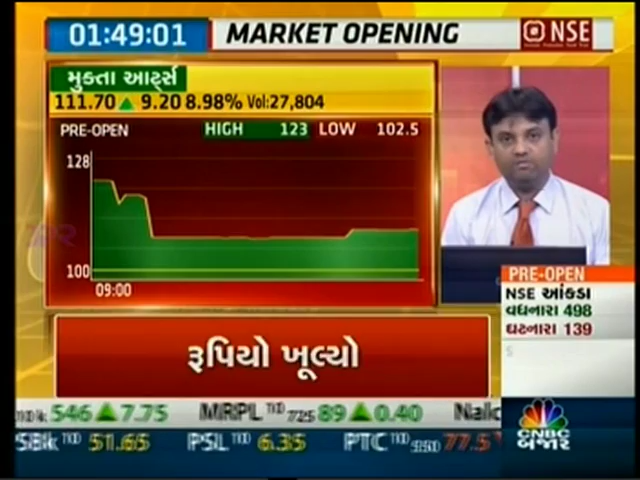 01:49:01 MARKET OPENING NSE
મુક્તા આર્ટ્સ
111.70 9.20 8.98% Vol:27,804
PRE-OPEN HIGH 123 LOW 102.5
128
100
09:00
PRE-OPEN
NSE આંકડા
વધનારા 498
ઘટનારા 139
રૂપિયો ખૂલ્યો
546 7.75 MRPL 89 0.40
51.65 PSL 6.35 PTC 77.5
CNBC
બજાર